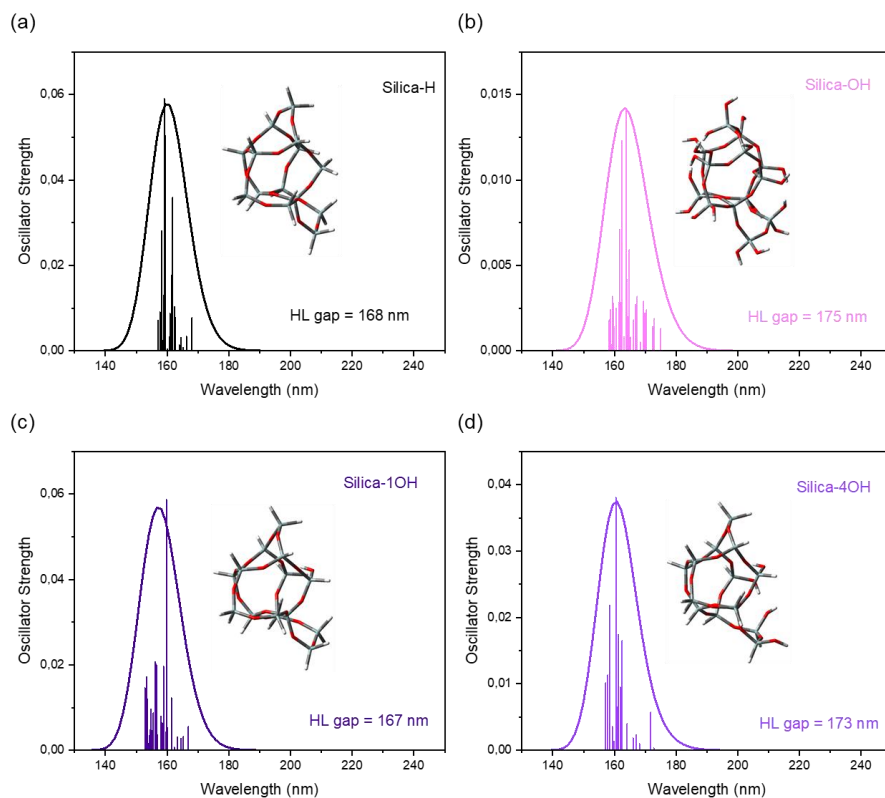 (a)
Silica-H
HL gap = 168 nm
0,06
0,04
0,02
0,00
Oscillator Strength
140 160 180 200 220 240
Wavelength (nm)
(b)
Silica-OH
HL gap = 175 nm
0,015
0,010
0,005
0,000
Oscillator Strength
140 160 180 200 220 240
Wavelength (nm)
(c)
Silica-1OH
HL gap = 167 nm
0,06
0,04
0,02
0,00
Oscillator Strength
140 160 180 200 220 240
Wavelength (nm)
(d)
Silica-4OH
HL gap = 173 nm
0,04
0,03
0,02
0,01
0,00
Oscillator Strength
140 160 180 200 220 240
Wavelength (nm)